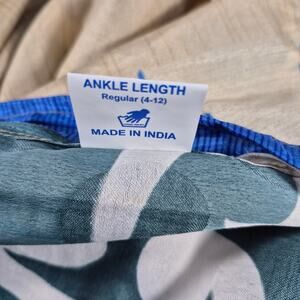 ANKLE LENGTH
Regular (4-12)
MADE IN INDIA